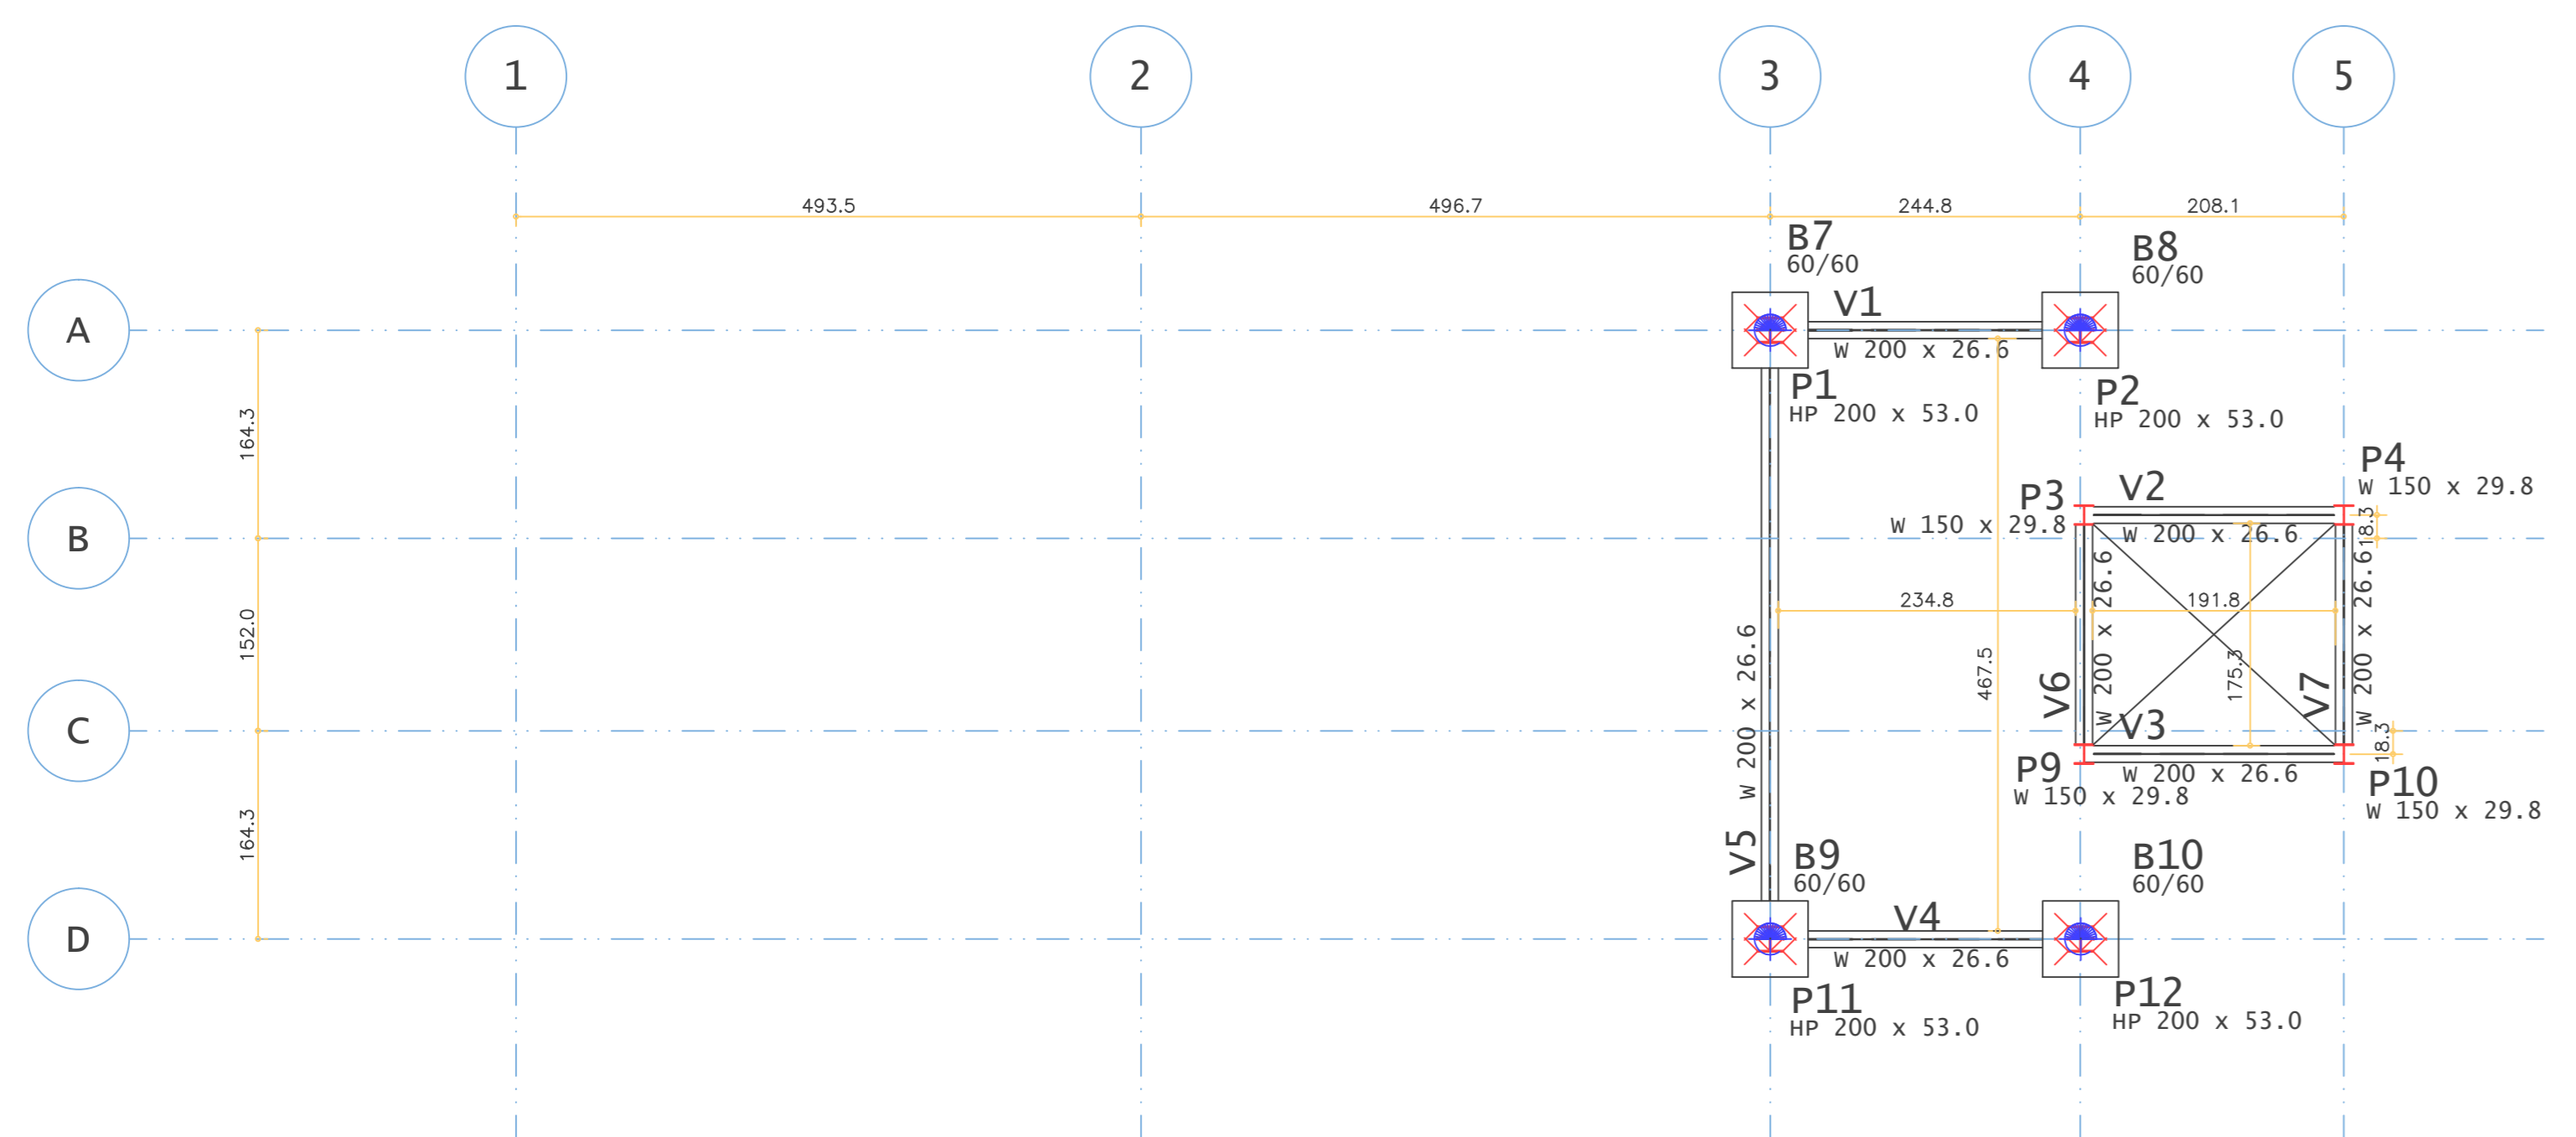 1
2
3
4
5
493.5
496.7
244.8
208.1
B7
60/60
B8
60/60
A
V1
W 200 x 26.6
P1
HP 200 x 53.0
P2
HP 200 x 53.0
164.3
P4
W 150 x 29.8
P3
W 150 x 29.8
V2
W 200 x 26.6
18.3
B
234.8
191.8
W 200 x 26.6
W 200 x 26.6
W 200 x 26.6
152.0
467.5
175.3
V6
V7
V3
W 200 x 26.6
C
18.3
P9
W 150 x 29.8
P10
W 150 x 29.8
164.3
V5
B9
60/60
B10
60/60
D
V4
W 200 x 26.6
P11
HP 200 x 53.0
P12
HP 200 x 53.0